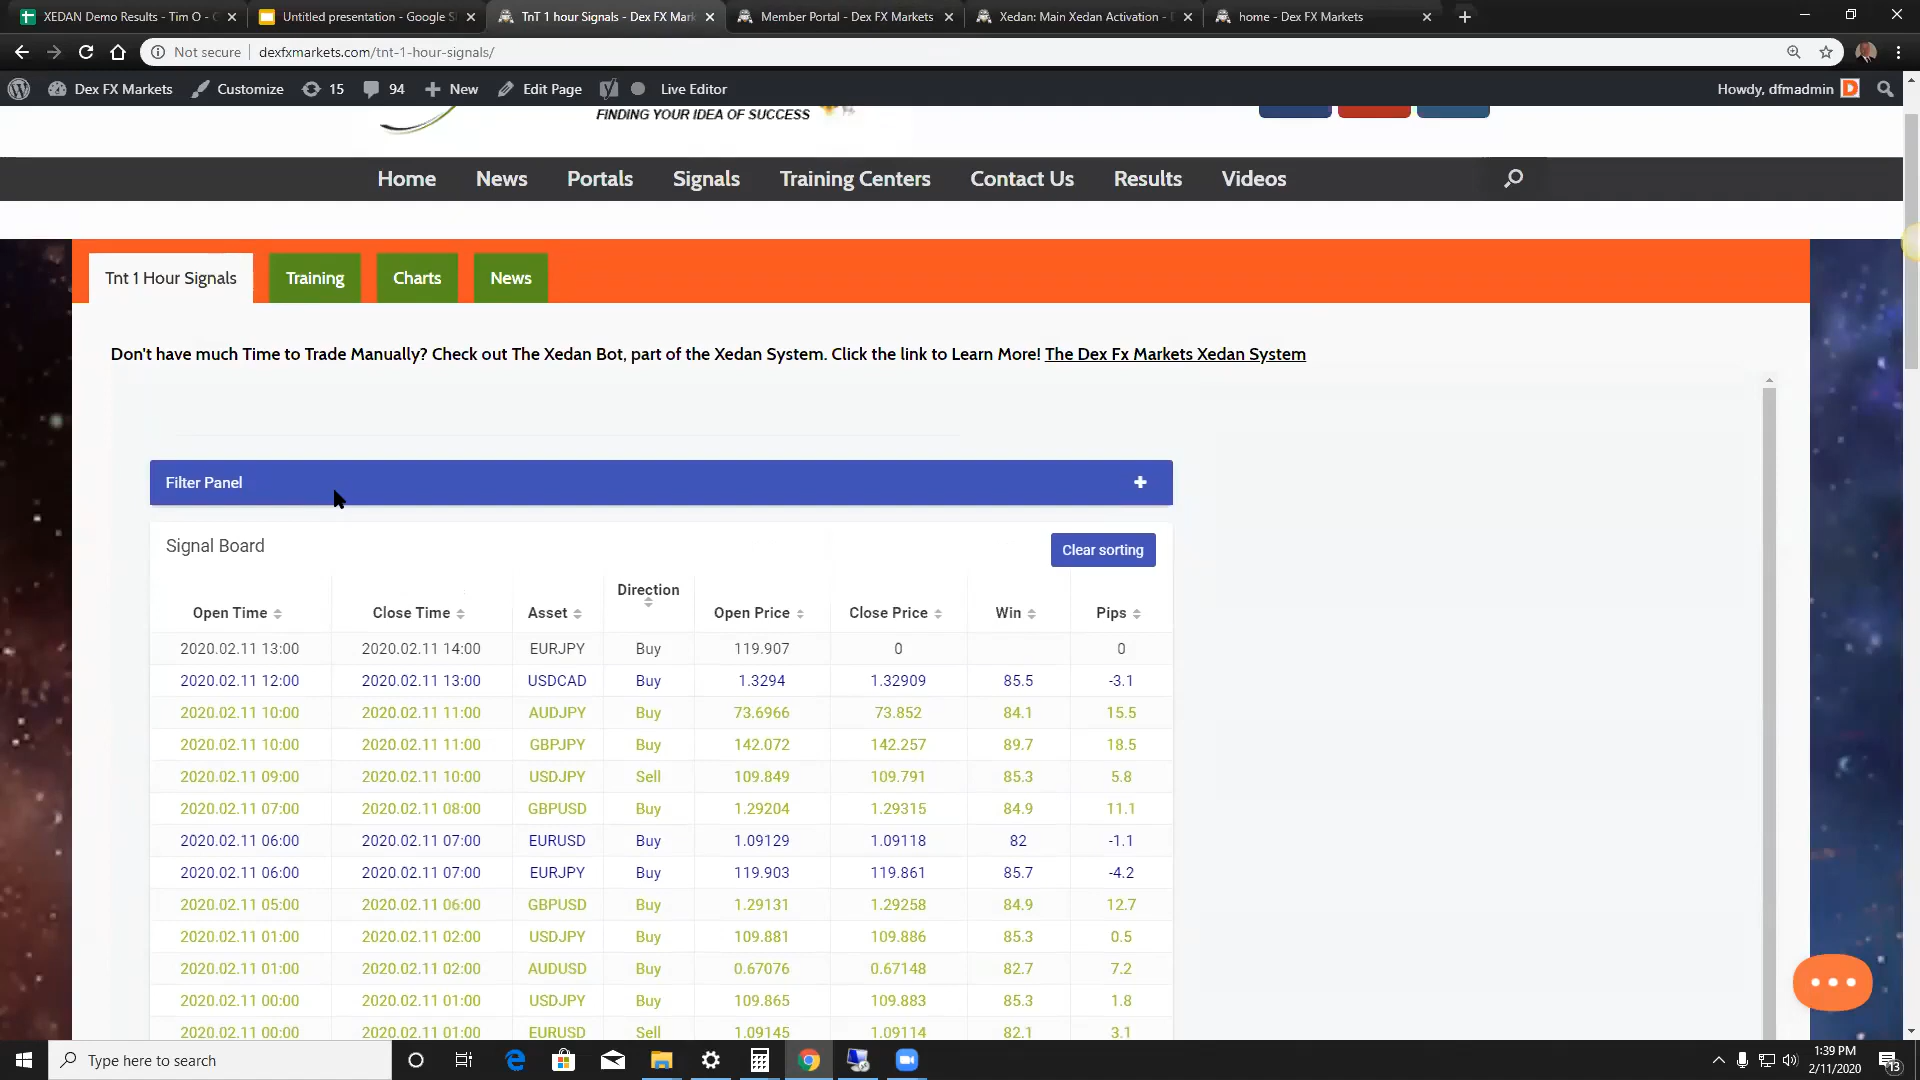 XEDAN Demo Results - Tim O - G
Untitled presentation - Google Sl
TnT 1 hour Signals - Dex FX Mark
Member Portal - Dex FX Markets
Xedan: Main Xedan Activation -
home - Dex FX Markets
Not secure
dexfxmarkets.com/tnt-1-hour-signals/
Dex FX Markets
Customize
15
94
New
Edit Page
Live Editor
Howdy, dfmadmin
FINDING YOUR IDEA OF SUCCESS
Home News Portals Signals Training Centers Contact Us Results Videos
Tnt 1 Hour Signals Training Charts News
Don't have much Time to Trade Manually? Check out The Xedan Bot, part of the Xedan System. Click the link to Learn More! The Dex Fx Markets Xedan System
Filter Panel
Signal Board
Clear sorting
Open Time Close Time Asset Direction Open Price Close Price Win Pips
2020.02.11 13:00 2020.02.11 14:00 EURJPY Buy 119.907 0 0
2020.02.11 12:00 2020.02.11 13:00 USDCAD Buy 1.3294 1.32909 85.5 -3.1
2020.02.11 10:00 2020.02.11 11:00 AUDJPY Buy 73.6966 73.852 84.1 15.5
2020.02.11 10:00 2020.02.11 11:00 GBPJPY Buy 142.072 142.257 89.7 18.5
2020.02.11 09:00 2020.02.11 10:00 USDJPY Sell 109.849 109.791 85.3 5.8
2020.02.11 07:00 2020.02.11 08:00 GBPUSD Buy 1.29204 1.29315 84.9 11.1
2020.02.11 06:00 2020.02.11 07:00 EURUSD Buy 1.09129 1.09118 82 -1.1
2020.02.11 06:00 2020.02.11 07:00 EURJPY Buy 119.903 119.861 85.7 -4.2
2020.02.11 05:00 2020.02.11 06:00 GBPUSD Buy 1.29131 1.29258 84.9 12.7
2020.02.11 01:00 2020.02.11 02:00 USDJPY Buy 109.881 109.886 85.3 0.5
2020.02.11 01:00 2020.02.11 02:00 AUDUSD Buy 0.67076 0.67148 82.7 7.2
2020.02.11 00:00 2020.02.11 01:00 USDJPY Buy 109.865 109.883 85.3 1.8
2020.02.11 00:00 2020.02.11 01:00 EURUSD Sell 1.09145 1.09114 82.1 3.1
Type here to search
1:39 PM
2/11/2020
13